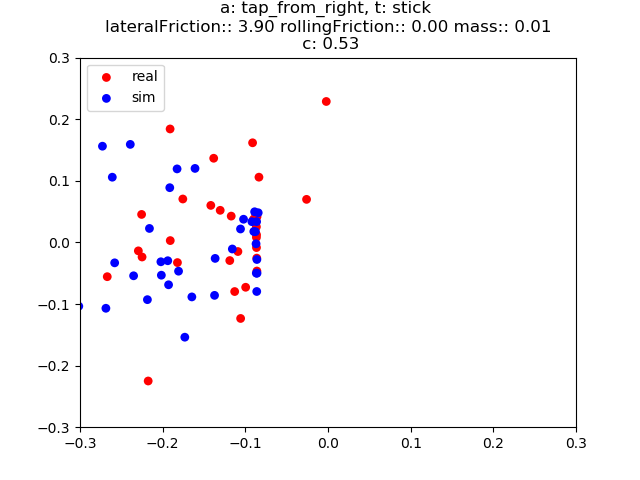 a: tap_from_right, t: stick
lateralFriction:: 3.90 rollingFriction:: 0.00 mass:: 0.01
c: 0.53
real
sim
0.3
0.2
0.1
0.0
−0.1
−0.2
−0.3
−0.3 −0.2 −0.1 0.0 0.1 0.2 0.3